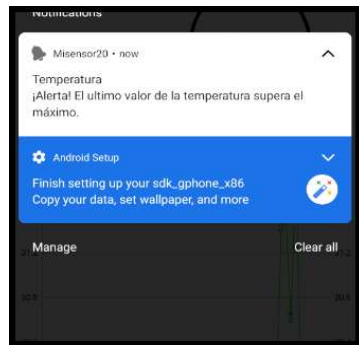 Notifications
Misensor20 • now
Temperatura
¡Alerta! El ultimo valor de la temperatura supera el
máximo.
Android Setup
Finish setting up your sdk_gphone_x86
Copy your data, set wallpaper, and more
Manage
Clear all